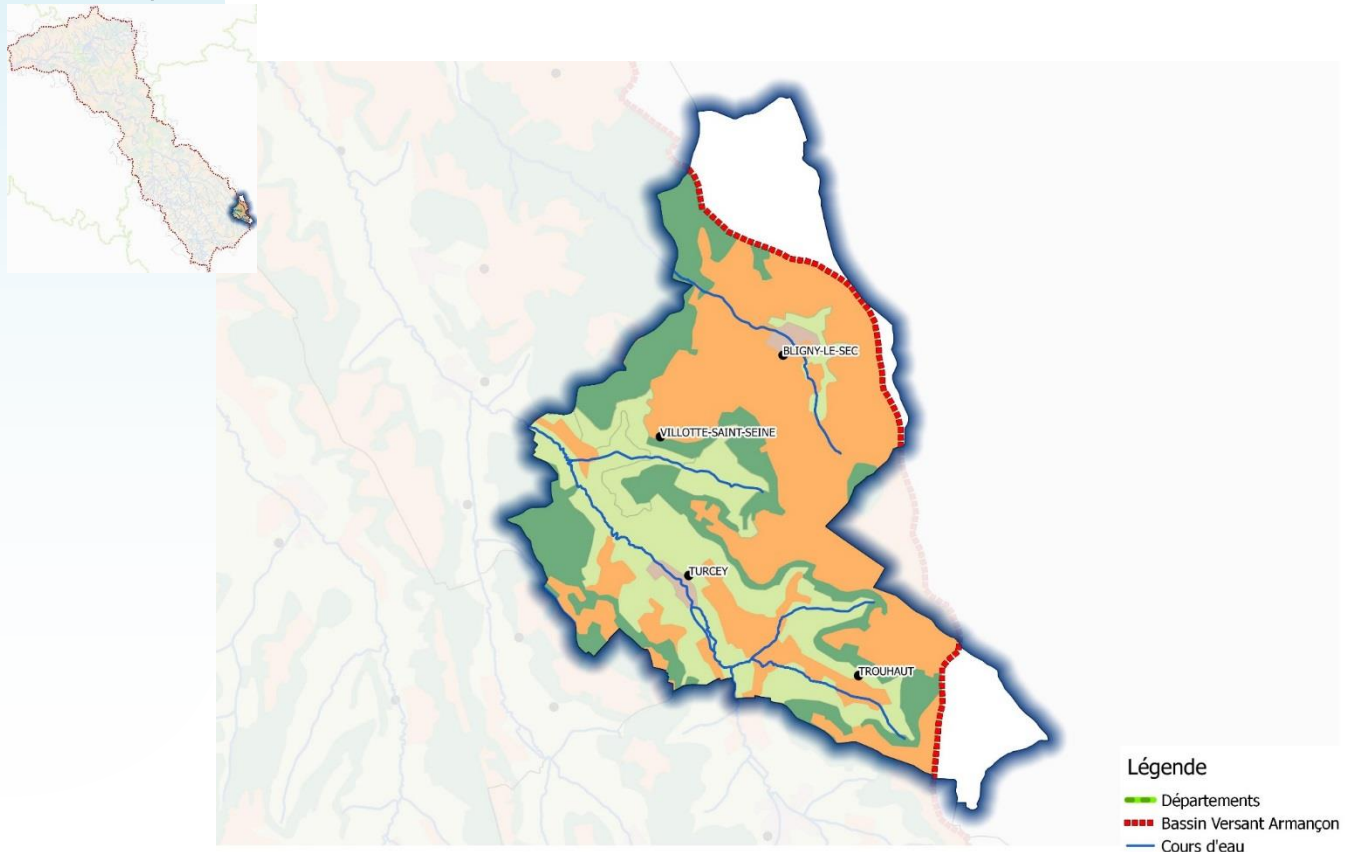 BLIGNY-LE-SEC
VILLOTTE-SAINT-SEINE
TURCEY
TROUHAUT
Légende
Départements
Bassin Versant Armançon
Cours d'eau